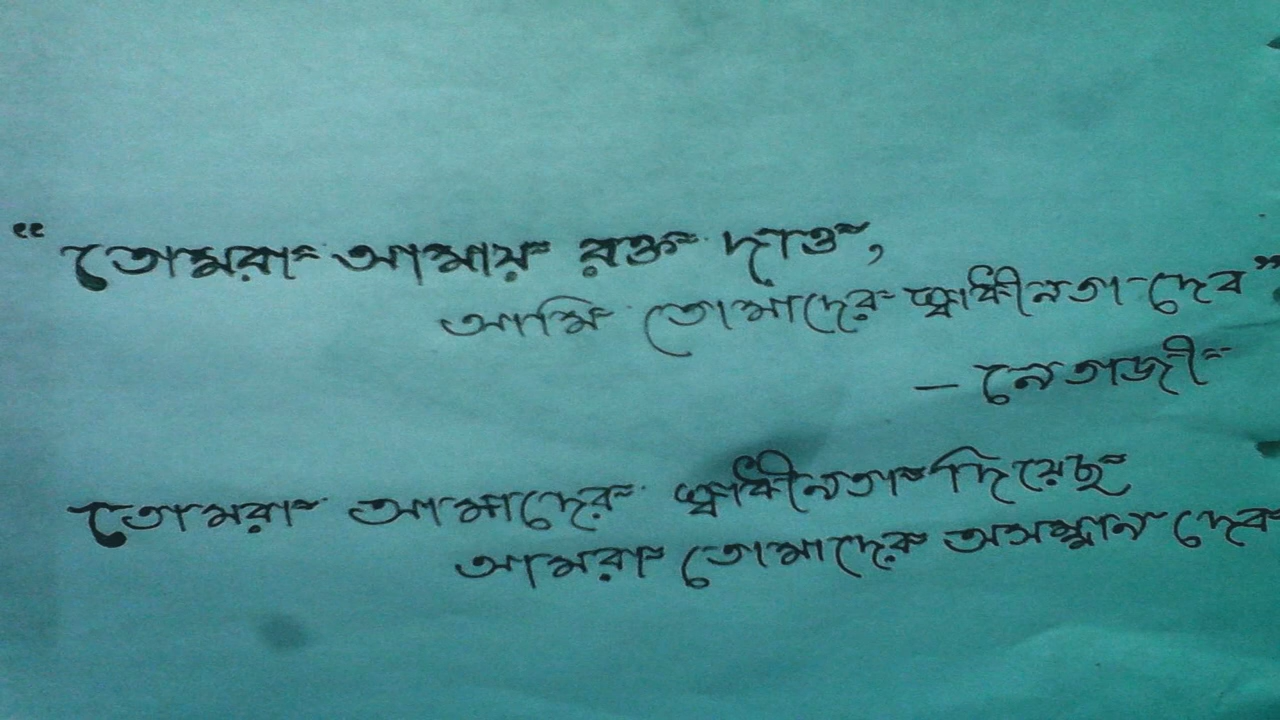 “তোমরা আমায় রক্ত দাও,
আমি তোমাদের স্বাধীনতা দেব”
– নেতাজী
তোমরা আমাদের স্বাধীনতা দিয়েছ
আমরা তোমাদের অসম্মান দেব